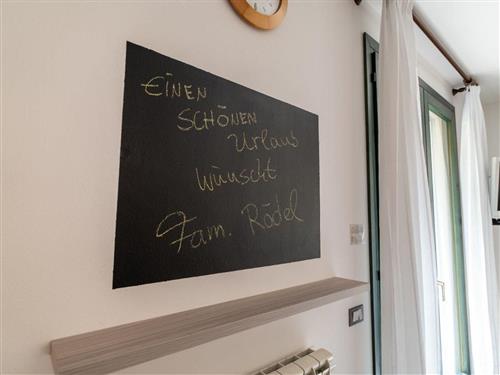 EINEN
SCHÖNEN
Urlaub
wünscht
Fam. Rödel